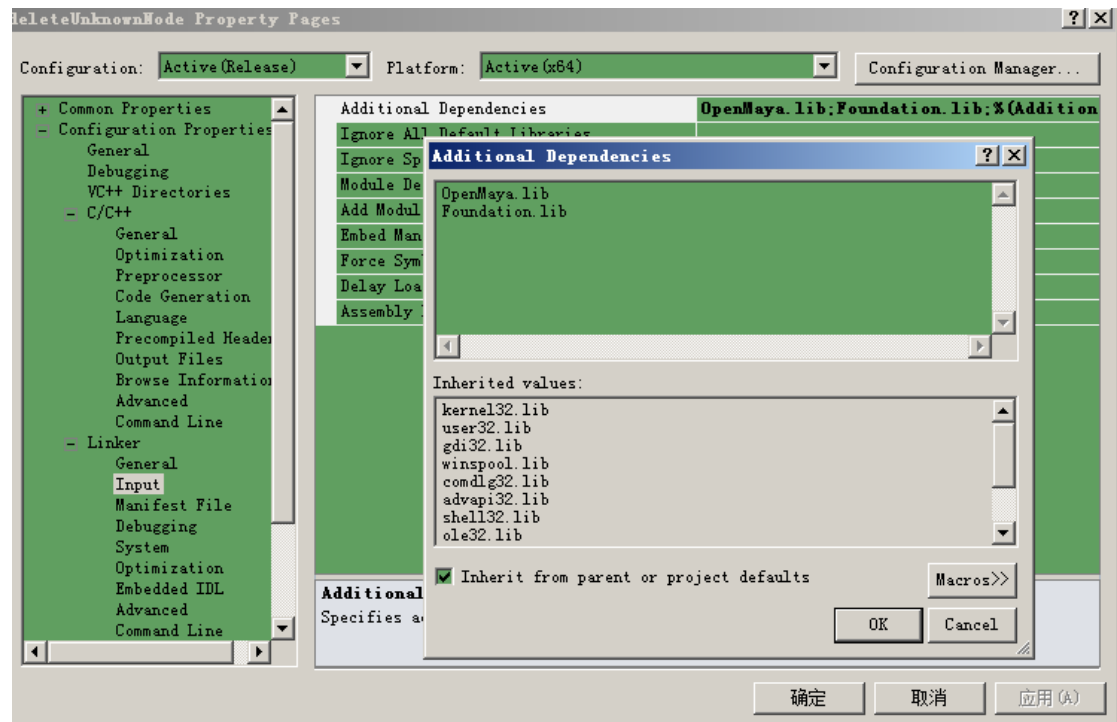 deleteUnknownNode Property Pages
Configuration: Active(Release) Platform: Active(x64) Configuration Manager...
Common Properties
Configuration Properties
General
Debugging
VC++ Directories
C/C++
General
Optimization
Preprocessor
Code Generation
Language
Precompiled Header
Output Files
Browse Information
Advanced
Command Line
Linker
General
Input
Manifest File
Debugging
System
Optimization
Embedded IDL
Advanced
Command Line
Additional Dependencies OpenMaya.lib;Foundation.lib;%(Addition
Ignore All Default Libraries
Ignore Sp
Module De
Add Modul
Embed Man
Force Sym
Delay Loa
Assembly
Additional
Specifies a
Additional Dependencies
OpenMaya.lib
Foundation.lib
Inherited values:
kernel32.lib
user32.lib
gdi32.lib
winspool.lib
comdlg32.lib
advapi32.lib
shell32.lib
ole32.lib
Inherit from parent or project defaults
Macros>>
OK Cancel
确定 取消 应用(A)